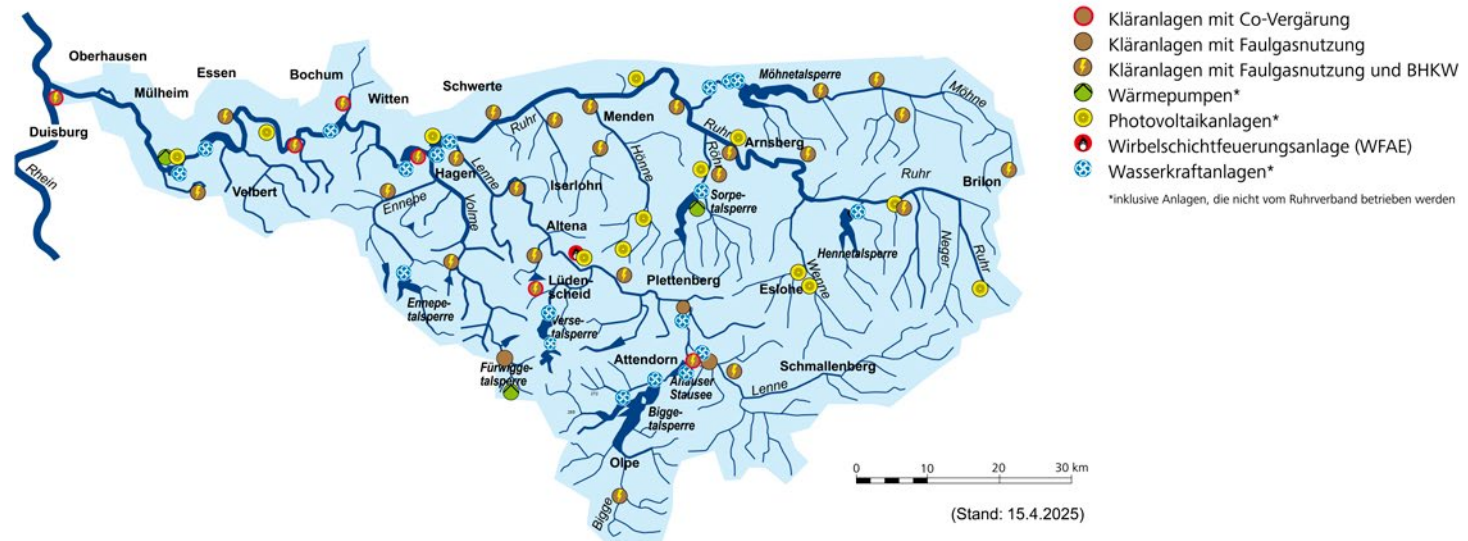 Oberhausen
Essen
Bochum
Mülheim
Witten
Schwerte
Duisburg
Rhein
Velbert
Hagen
Ennepe
Volme
Lenne
Ruhr
Iserlohn
Menden
Hönne
Ruhr
Röhr
Arnsberg
Möhnetalsperre
Möhne
Ruhr
Brilon
Sorpe-
talsperre
Hennetalsperre
Neger
Ruhr
Altena
Lüden-
scheid
Plettenberg
Eslohe
Wenne
Ennepe-
talsperre
Verse-
talsperre
Fürwigge-
talsperre
Attendorn
Ahauser
Stausee
Schmallenberg
Lenne
Bigge-
talsperre
Olpe
Bigge
Kläranlagen mit Co-Vergärung
Kläranlagen mit Faulgasnutzung
Kläranlagen mit Faulgasnutzung und BHKW
Wärmepumpen*
Photovoltaikanlagen*
Wirbelschichtfeuerungsanlage (WFAE)
Wasserkraftanlagen*
*inklusive Anlagen, die nicht vom Ruhrverband betrieben werden
0 10 20 30 km
(Stand: 15.4.2025)